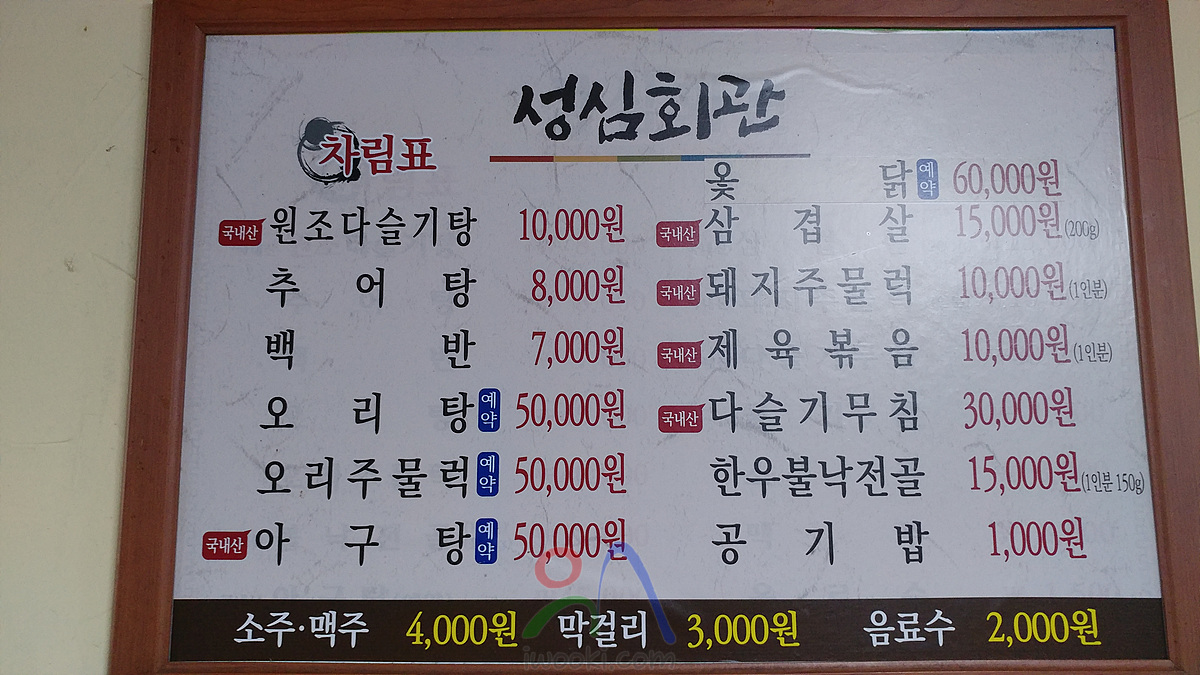 성심회관
차림표
국내산 원조다슬기탕 10,000원
추어탕 8,000원
백반 7,000원
오리탕 예약 50,000원
오리주물럭 예약 50,000원
국내산 아구탕 예약 50,000원
옻닭 예약 60,000원
국내산 삼겹살 15,000원(200g)
국내산 돼지주물럭 10,000원(1인분)
국내산 제육볶음 10,000원(1인분)
국내산 다슬기무침 30,000원
한우불낙전골 15,000원(1인분 150g)
공기밥 1,000원
소주·맥주 4,000원 막걸리 3,000원 음료수 2,000원
iwooki.com